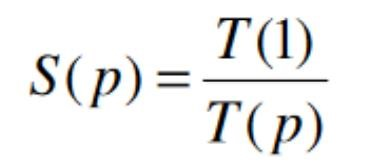 S(p) = T(1) / T(p)